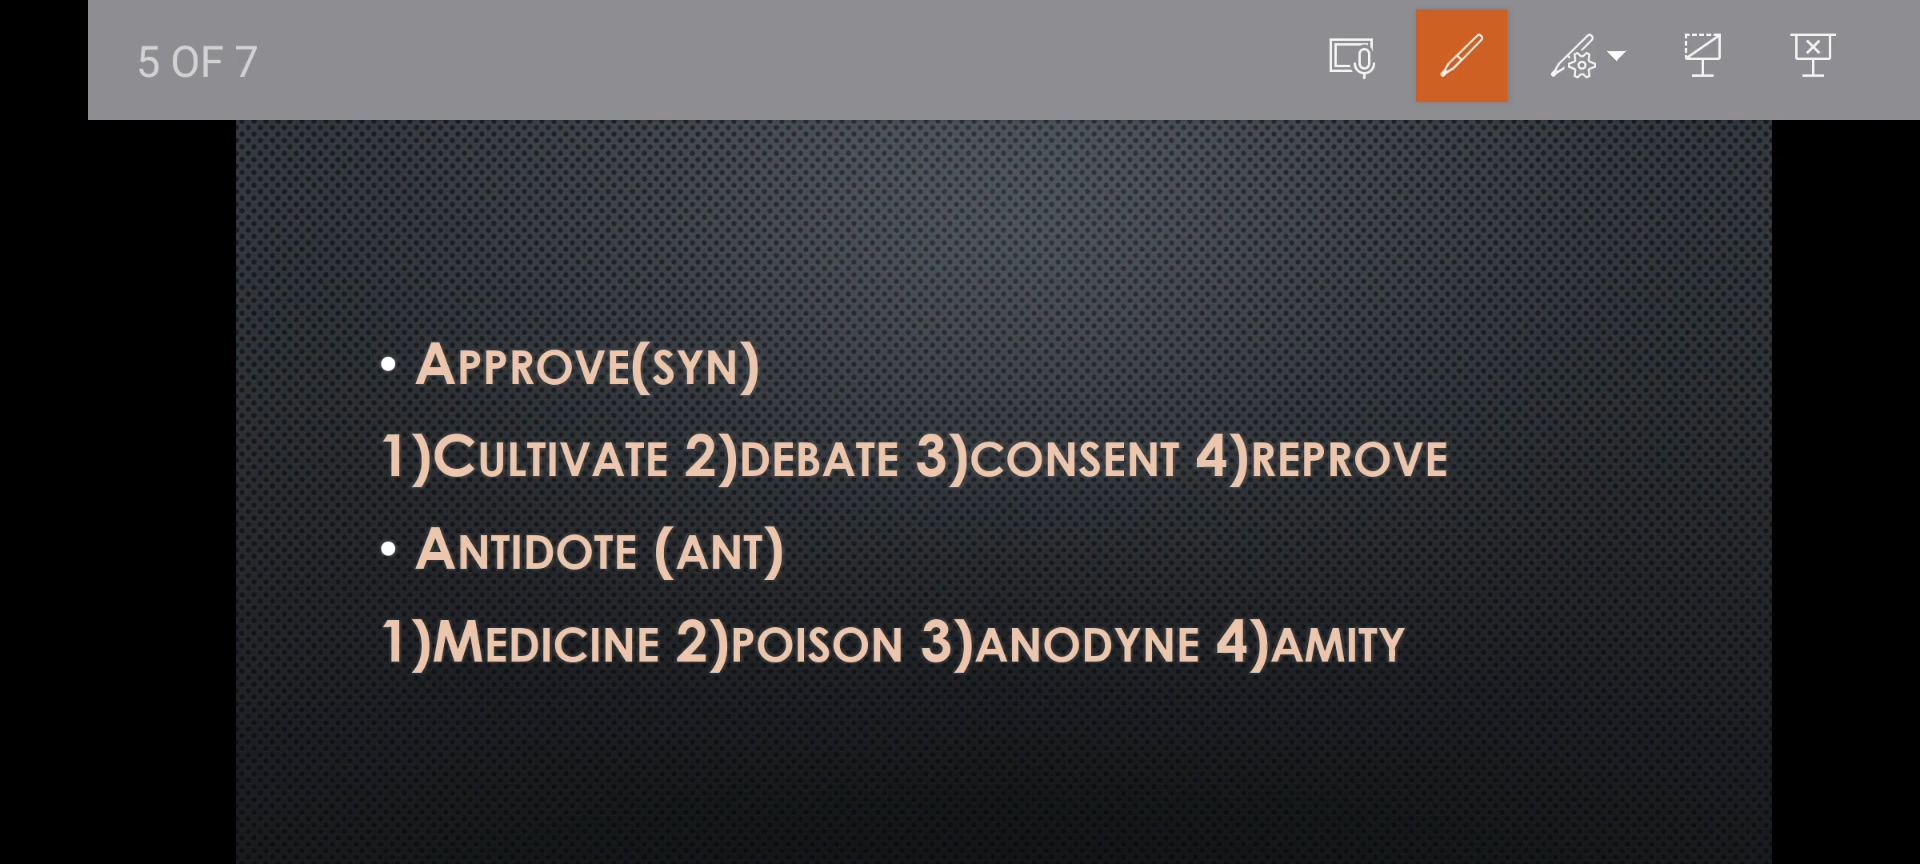 5 OF 7
• APPROVE(SYN)
1)CULTIVATE 2)DEBATE 3)CONSENT 4)REPROVE
• ANTIDOTE (ANT)
1)MEDICINE 2)POISON 3)ANODYNE 4)AMITY